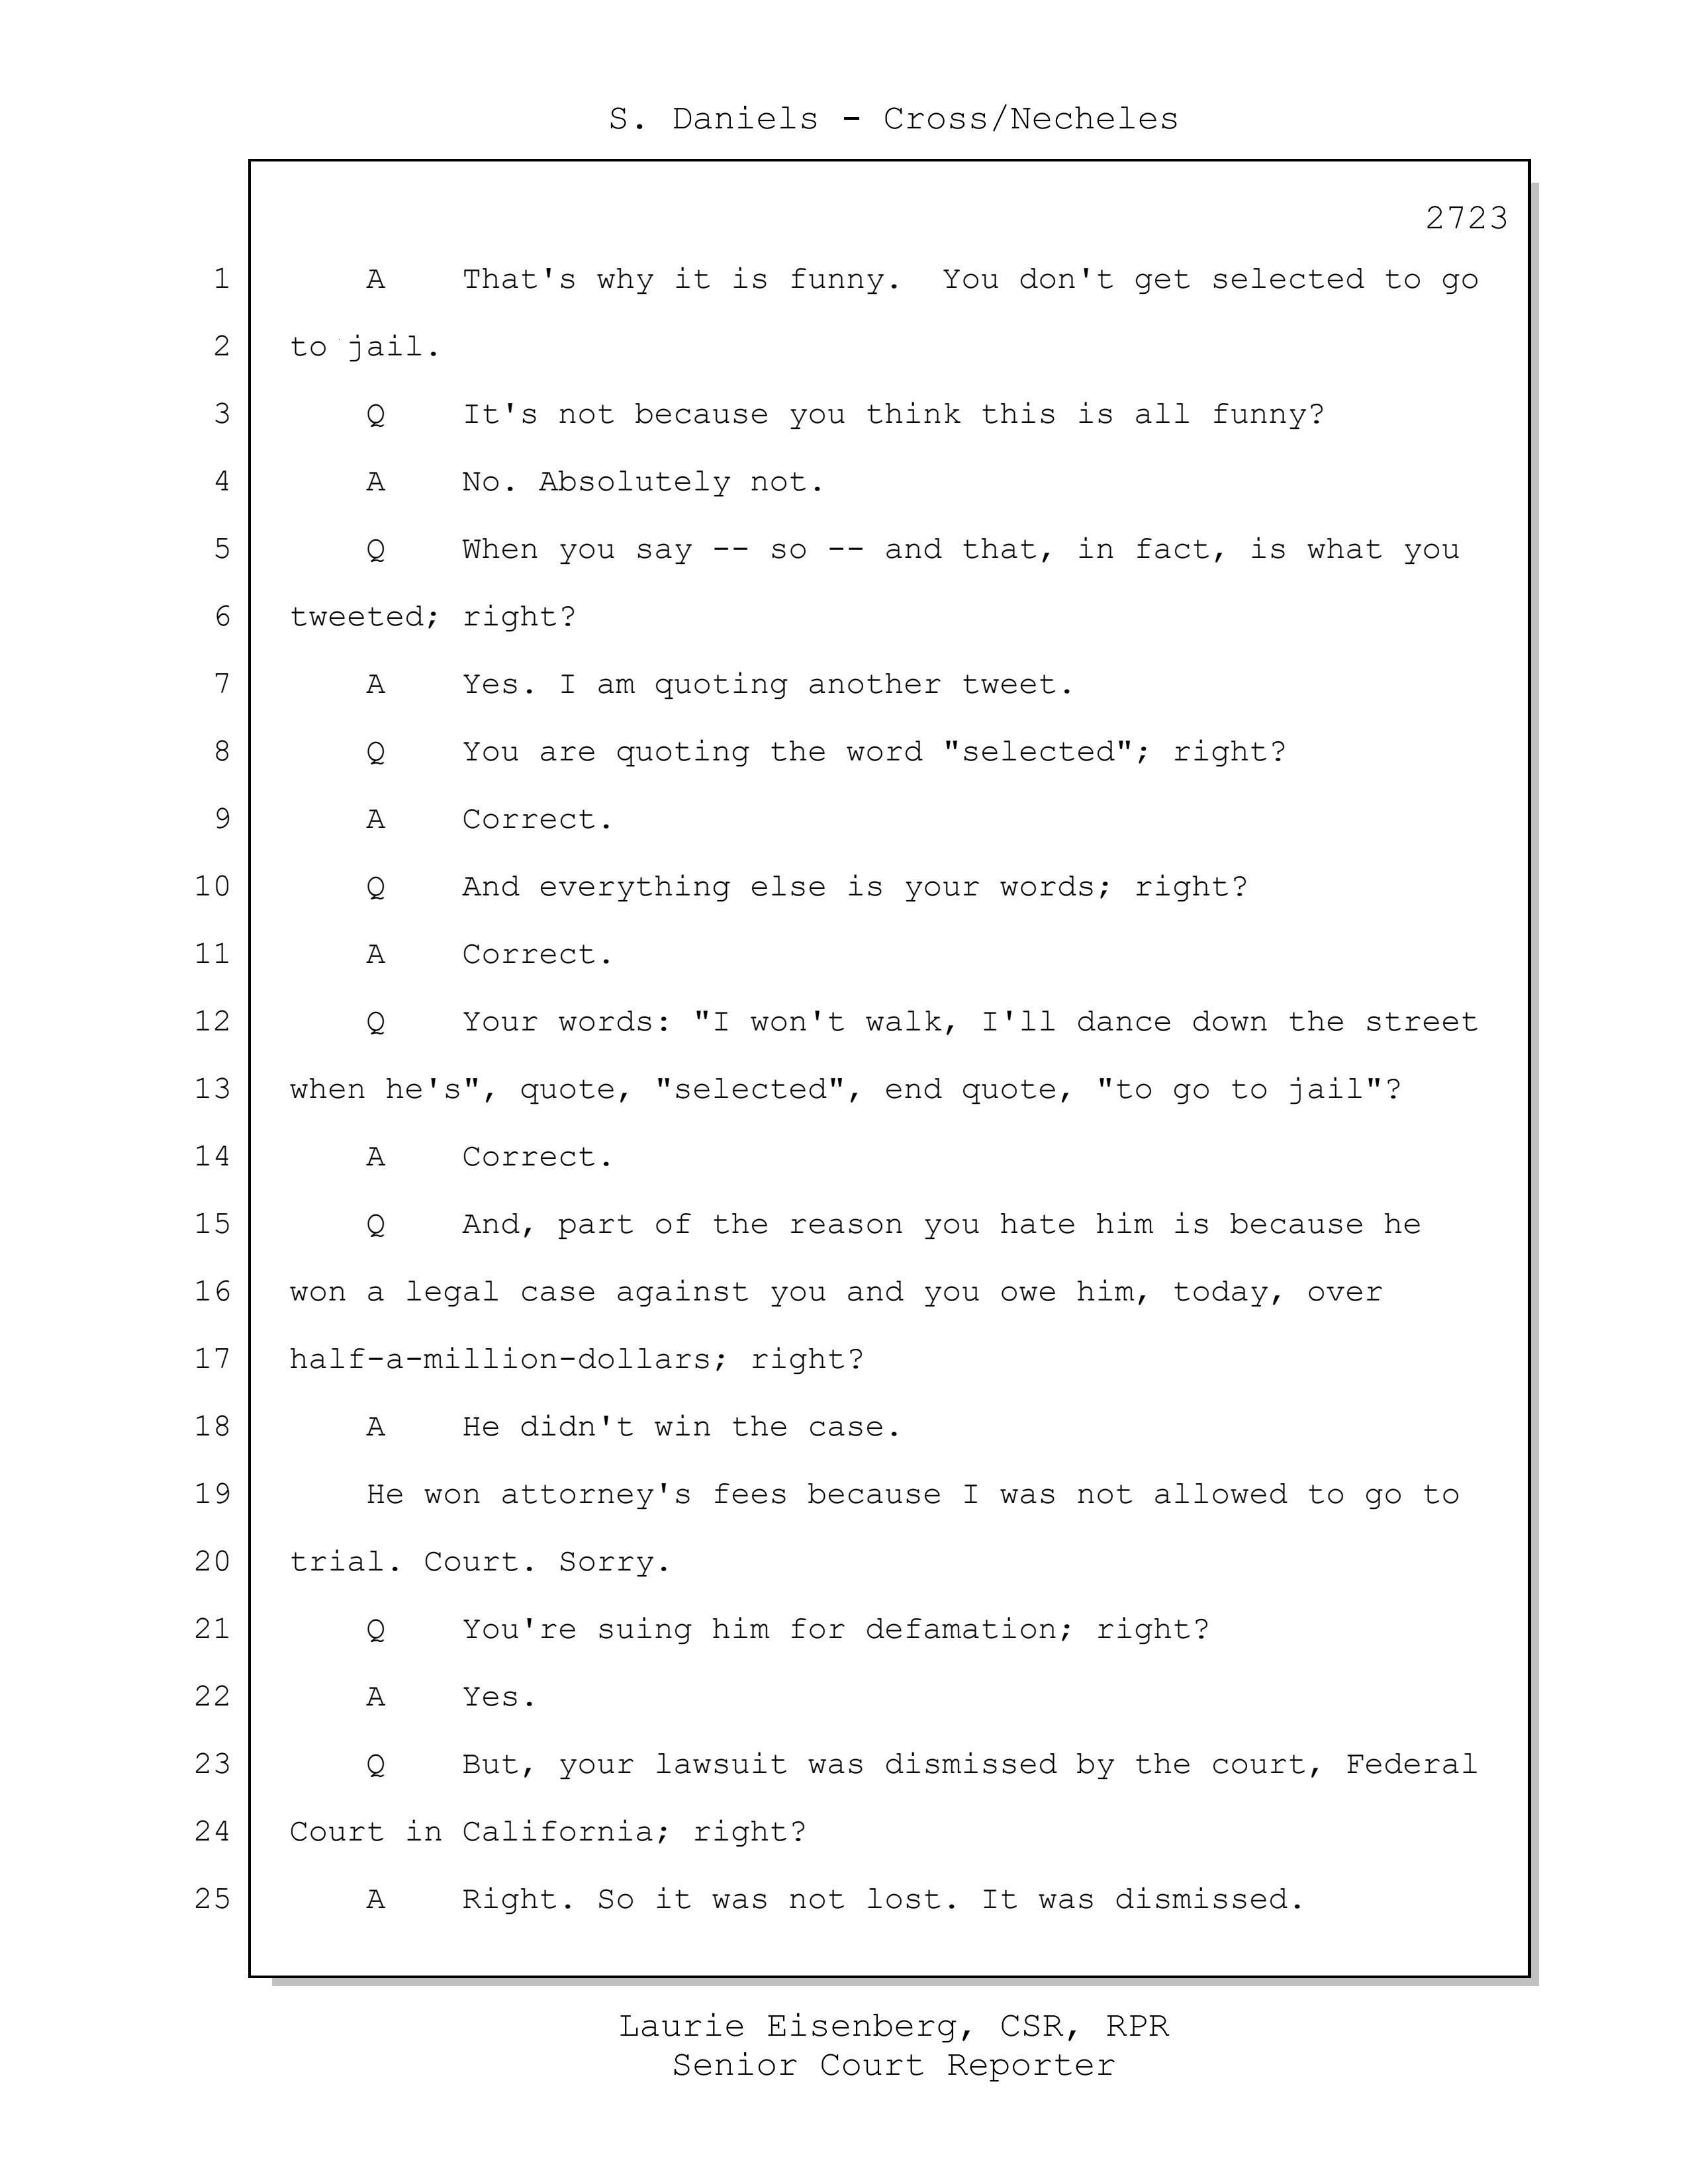 S. Daniels - Cross/Necheles
2723
1 A That's why it is funny. You don't get selected to go
2 to jail.
3 Q It's not because you think this is all funny?
4 A No. Absolutely not.
5 Q When you say -- so -- and that, in fact, is what you
6 tweeted; right?
7 A Yes. I am quoting another tweet.
8 Q You are quoting the word "selected"; right?
9 A Correct.
10 Q And everything else is your words; right?
11 A Correct.
12 Q Your words: "I won't walk, I'll dance down the street
13 when he's", quote, "selected", end quote, "to go to jail"?
14 A Correct.
15 Q And, part of the reason you hate him is because he
16 won a legal case against you and you owe him, today, over
17 half-a-million-dollars; right?
18 A He didn't win the case.
19 He won attorney's fees because I was not allowed to go to
20 trial. Court. Sorry.
21 Q You're suing him for defamation; right?
22 A Yes.
23 Q But, your lawsuit was dismissed by the court, Federal
24 Court in California; right?
25 A Right. So it was not lost. It was dismissed.
Laurie Eisenberg, CSR, RPR
Senior Court Reporter